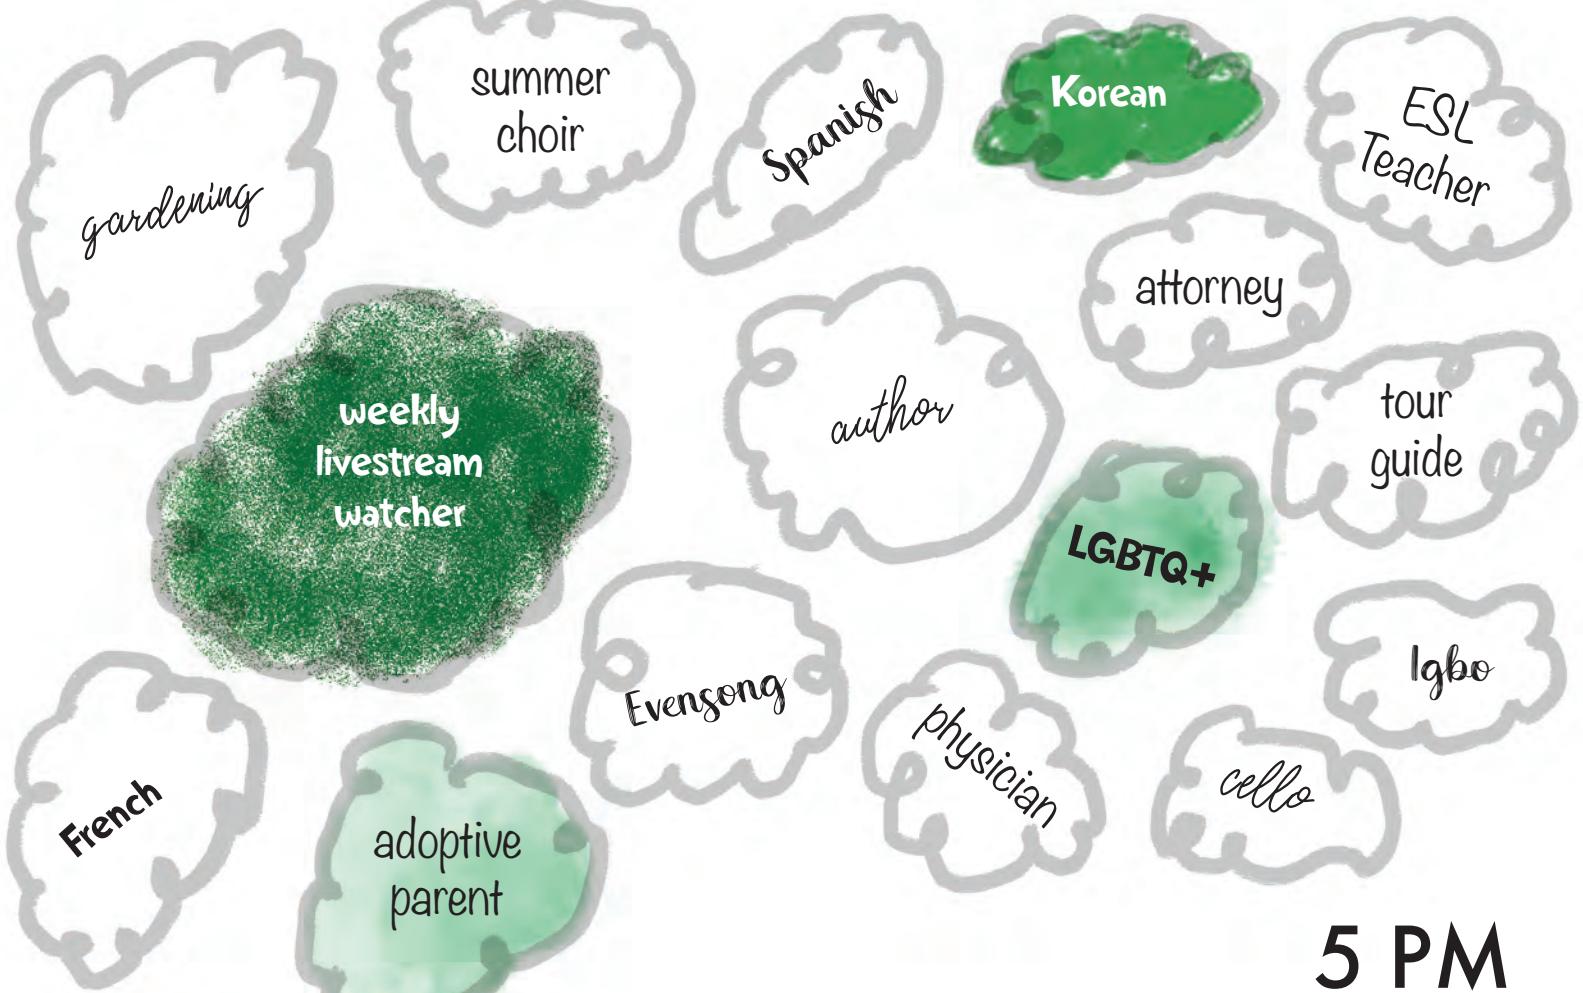 summer
choir
Spanish
Korean
ESL
Teacher
gardening
attorney
weekly
livestream
watcher
author
tour
guide
LGBTQ+
Evensong
Igbo
physician
cello
French
adoptive
parent
5 PM